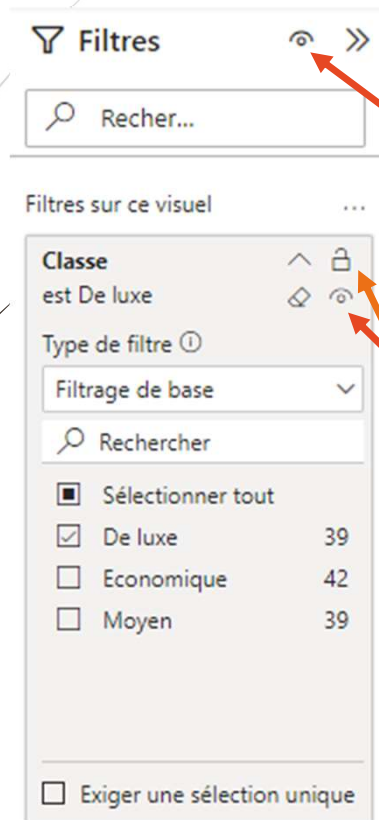 Filtres
Recher...
Filtres sur ce visuel ...
Classe
est De luxe
Type de filtre
Filtrage de base
Rechercher
Sélectionner tout
De luxe 39
Economique 42
Moyen 39
Exiger une sélection unique